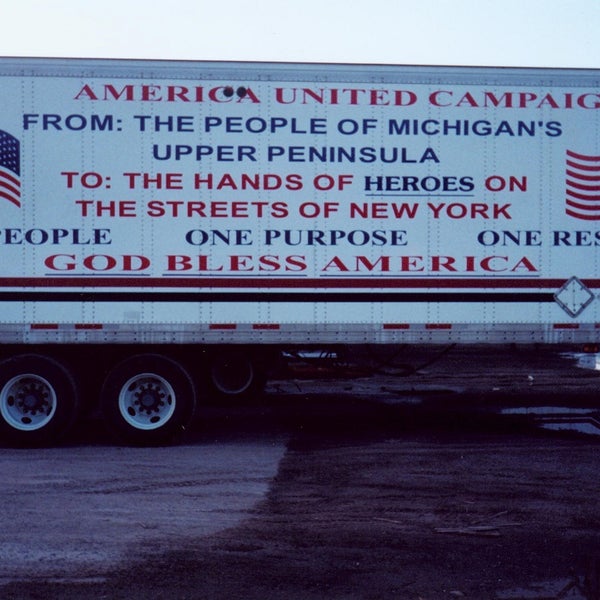 AMERICA UNITED CAMPAIG
FROM: THE PEOPLE OF MICHIGAN'S
UPPER PENINSULA
TO: THE HANDS OF HEROES ON
THE STREETS OF NEW YORK
PEOPLE ONE PURPOSE ONE RES
GOD BLESS AMERICA